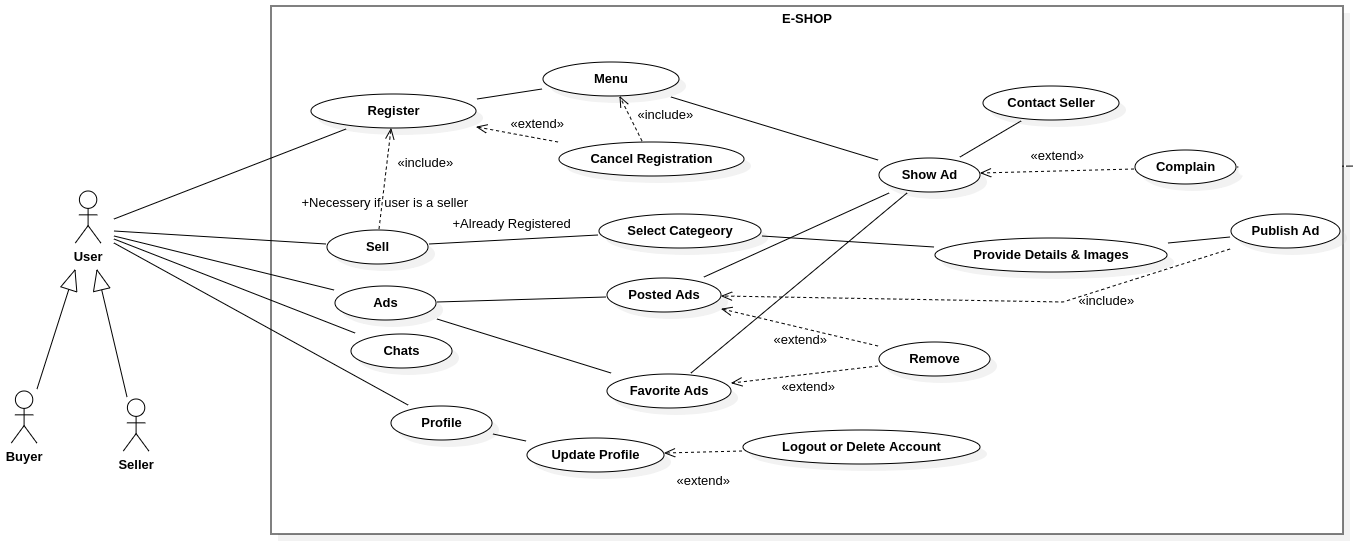 E-SHOP
Menu
Register
Contact Seller
«include»
«extend»
Cancel Registration
«extend»
«include»
Complain
Show Ad
+Necessery if user is a seller
+Already Registered
Select Categeory
Publish Ad
Sell
User
Provide Details & Images
Posted Ads
Ads
«include»
«extend»
Chats
Remove
Favorite Ads
«extend»
Profile
Logout or Delete Account
Update Profile
Buyer
Seller
«extend»